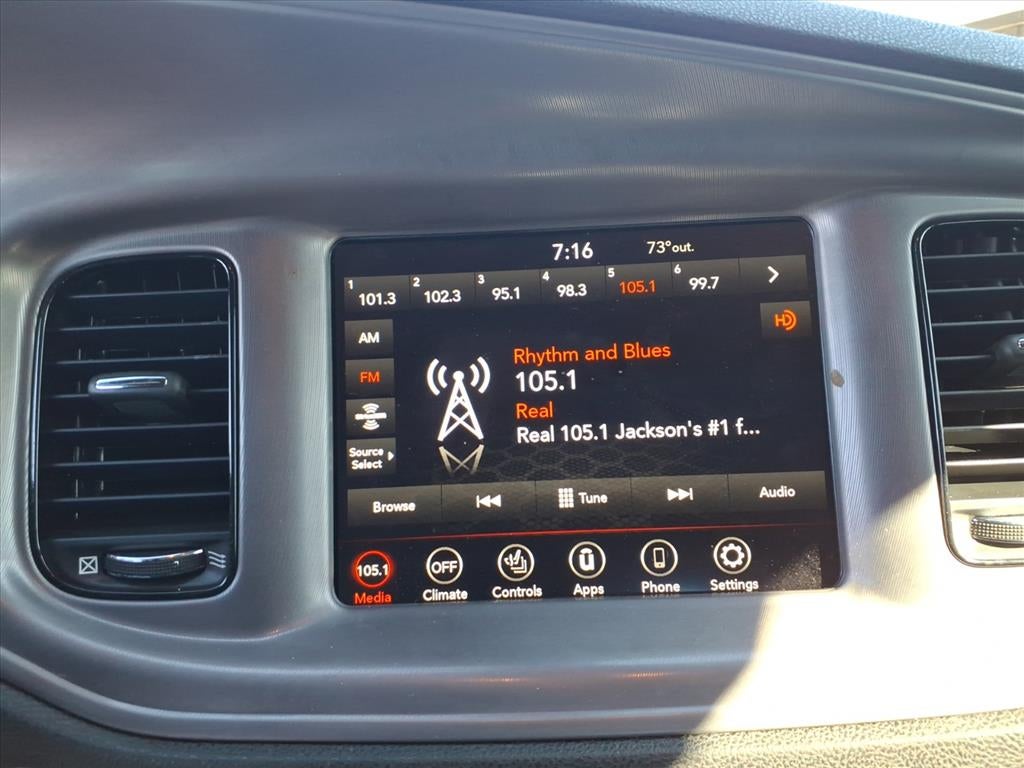 7:16 73°out.
1 101.3 2 102.3 3 95.1 4 98.3 5 105.1 6 99.7
AM
HD
FM
Rhythm and Blues
105.1
Real
Real 105.1 Jackson's #1 f...
Source
Select
Browse Tune Audio
105.1 OFF
Media Climate Controls Apps Phone Settings